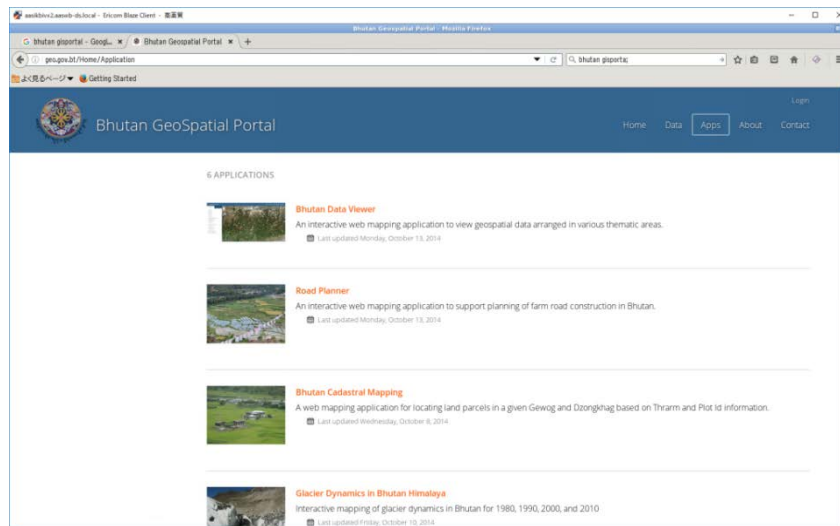 - Ericom Blaze Client - 全画面
Bhutan Geospatial Portal - Mozilla Firefox
bhutan gisportal - Googl...
Bhutan Geospatial Portal
geo.gov.bt/Home/Application
bhutan gisporta;
よく見るページ
Getting Started
Login
Bhutan GeoSpatial Portal
Home
Data
Apps
About
Contact
6 APPLICATIONS
Bhutan Data Viewer
An interactive web mapping application to view geospatial data arranged in various thematic areas.
Last updated Monday, October 13, 2014
Road Planner
An interactive web mapping application to support planning of farm road construction in Bhutan.
Last updated Monday, October 13, 2014
Bhutan Cadastral Mapping
A web mapping application for locating land parcels in a given Gewog and Dzongkhag based on Thrarm and Plot Id information.
Last updated Wednesday, October 8, 2014
Glacier Dynamics in Bhutan Himalaya
Interactive mapping of glacier dynamics in Bhutan for 1980, 1990, 2000, and 2010
Last updated Friday, October 10, 2014